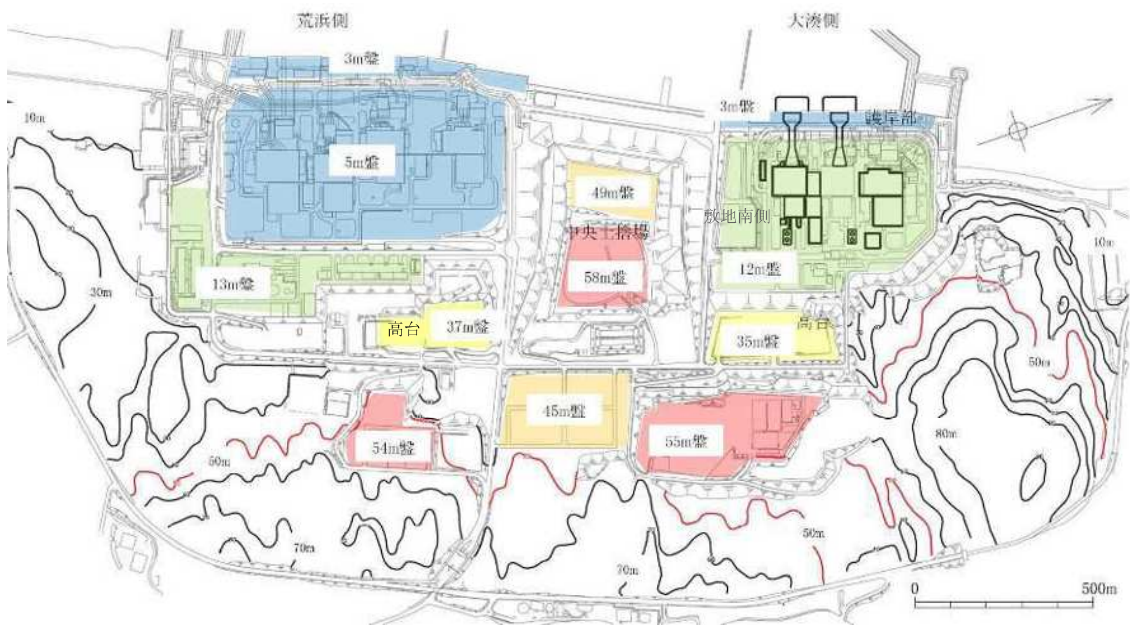 荒浜側
大湊側
3m盤
3m盤
護岸部
10m
5m盤
49m盤
敷地南側
中央土捨場
10m
12m盤
58m盤
13m盤
30m
高台
37m盤
高台
35m盤
50m
45m盤
80m
54m盤
55m盤
50m
50m
70m
70m
0
500m